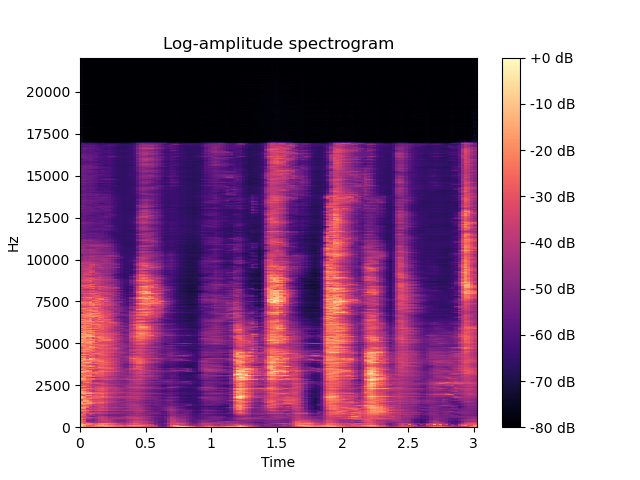 Log-amplitude spectrogram
Hz
20000
17500
15000
12500
10000
7500
5000
2500
0
0 0.5 1 1.5 2 2.5 3
Time
+0 dB
-10 dB
-20 dB
-30 dB
-40 dB
-50 dB
-60 dB
-70 dB
-80 dB